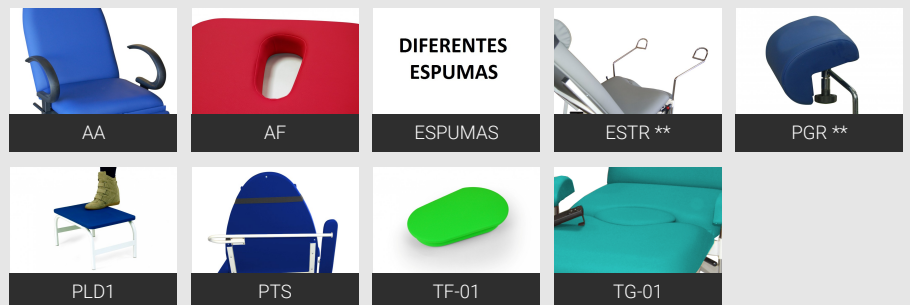 AA
AF
DIFERENTES
ESPUMAS
ESPUMAS
ESTR **
PGR **
PLD1
PTS
TF-01
TG-01